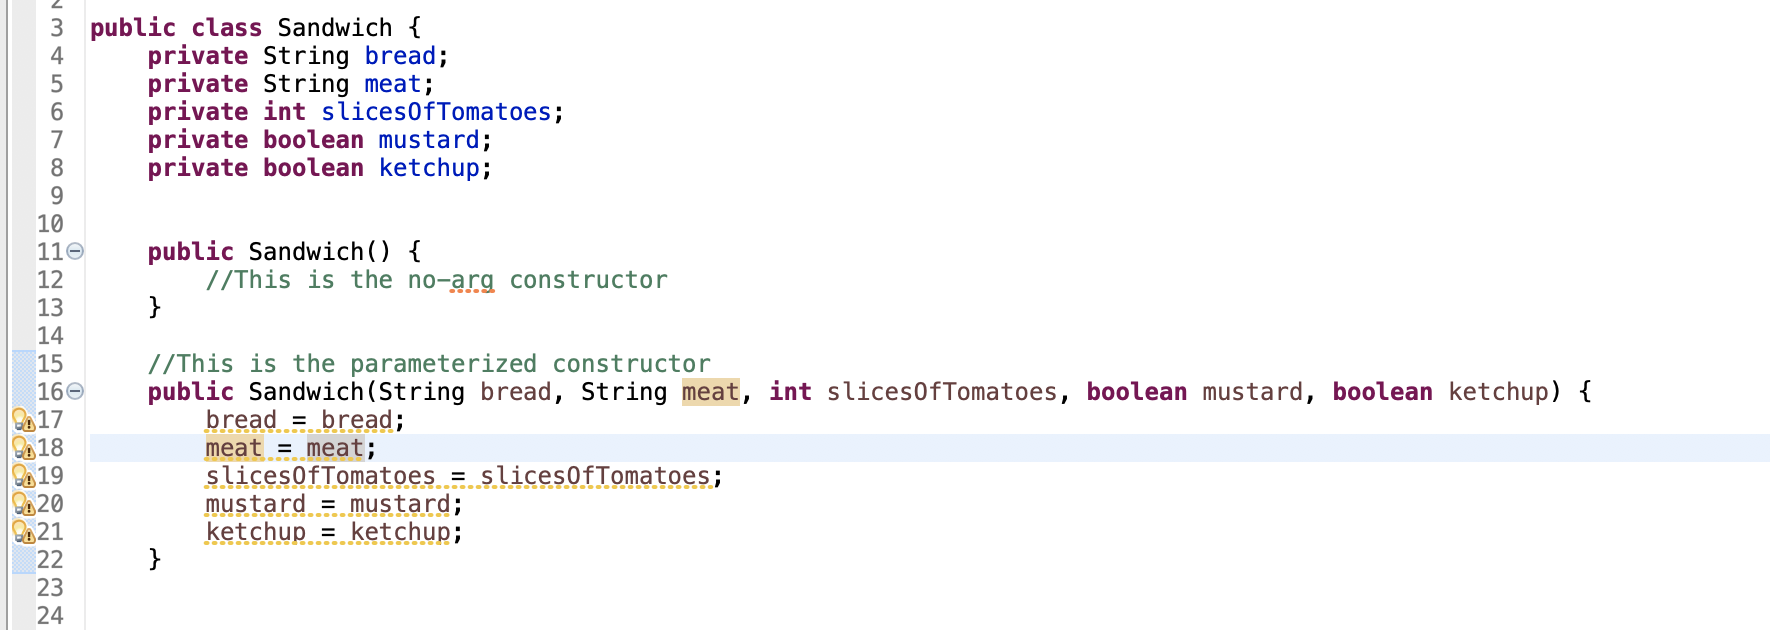 2
3 public class Sandwich {
4     private String bread;
5     private String meat;
6     private int slicesOfTomatoes;
7     private boolean mustard;
8     private boolean ketchup;
9
10
11     public Sandwich() {
12         //This is the no-arg constructor
13     }
14
15     //This is the parameterized constructor
16     public Sandwich(String bread, String meat, int slicesOfTomatoes, boolean mustard, boolean ketchup) {
17         bread = bread;
18         meat = meat;
19         slicesOfTomatoes = slicesOfTomatoes;
20         mustard = mustard;
21         ketchup = ketchup;
22     }
23
24